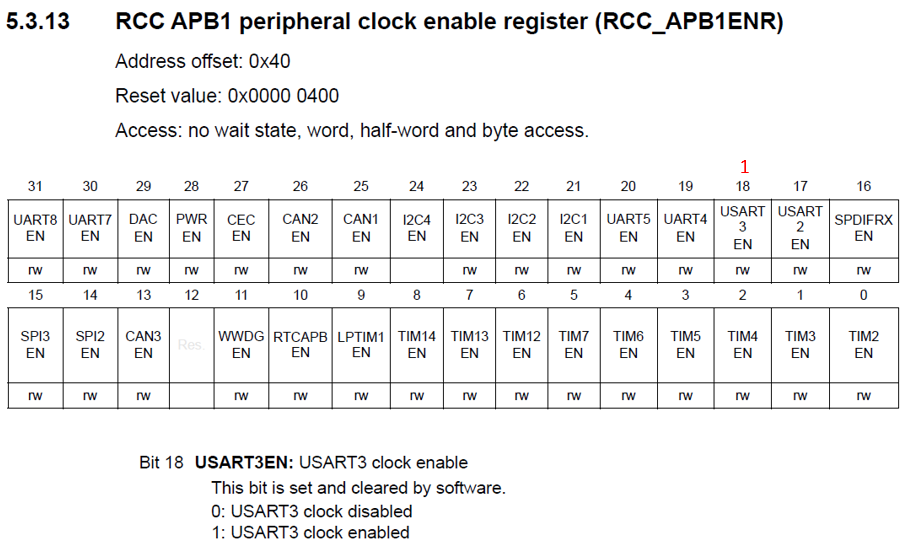 5.3.13 RCC APB1 peripheral clock enable register (RCC_APB1ENR)
Address offset: 0x40
Reset value: 0x0000 0400
Access: no wait state, word, half-word and byte access.
1
31 30 29 28 27 26 25 24 23 22 21 20 19 18 17 16
UART8 EN UART7 EN DAC EN PWR EN CEC EN CAN2 EN CAN1 EN I2C4 EN I2C3 EN I2C2 EN I2C1 EN UART5 EN UART4 EN USART 3 EN USART 2 EN SPDIFRX EN
rw rw rw rw rw rw rw rw rw rw rw rw rw rw rw
15 14 13 12 11 10 9 8 7 6 5 4 3 2 1 0
SPI3 EN SPI2 EN CAN3 EN Res. WWDG EN RTCAPB EN LPTIM1 EN TIM14 EN TIM13 EN TIM12 EN TIM7 EN TIM6 EN TIM5 EN TIM4 EN TIM3 EN TIM2 EN
rw rw rw rw rw rw rw rw rw rw rw rw rw rw rw
Bit 18 USART3EN: USART3 clock enable
This bit is set and cleared by software.
0: USART3 clock disabled
1: USART3 clock enabled